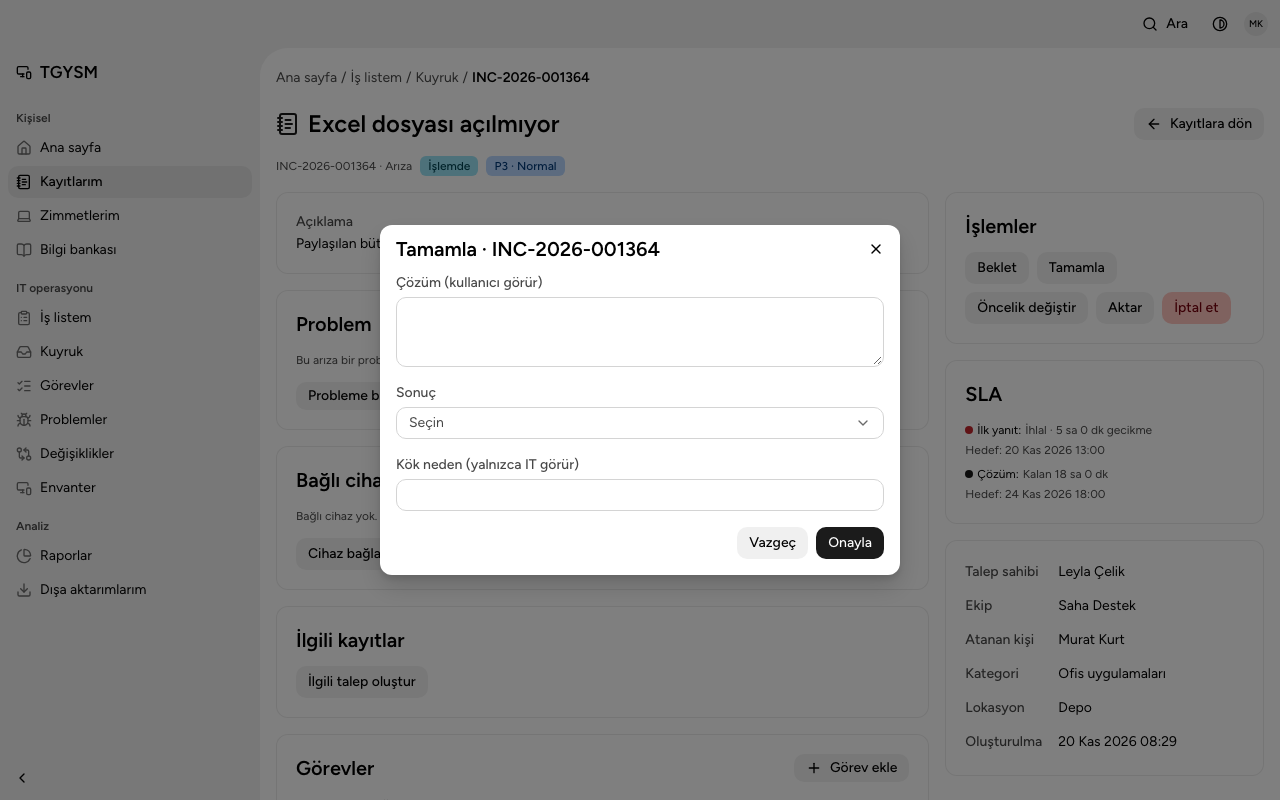 Ara
MK
TGYSM
Kişisel
Ana sayfa
Kayıtlarım
Zimmetlerim
Bilgi bankası
IT operasyonu
İş listem
Kuyruk
Görevler
Problemler
Değişiklikler
Envanter
Analiz
Raporlar
Dışa aktarımlarım
Ana sayfa / İş listem / Kuyruk / INC-2026-001364
Excel dosyası açılmıyor
Kayıtlara dön
INC-2026-001364 · Arıza
İşlemde
P3 · Normal
Açıklama
Paylaşılan büt
Problem
Bu arıza bir prob
Probleme b
Bağlı ciha
Bağlı cihaz yok.
Cihaz bağla
İlgili kayıtlar
İlgili talep oluştur
Görevler
Görev ekle
Tamamla · INC-2026-001364
Çözüm (kullanıcı görür)
Sonuç
Seçin
Kök neden (yalnızca IT görür)
Vazgeç
Onayla
İşlemler
Beklet
Tamamla
Öncelik değiştir
Aktar
İptal et
SLA
İlk yanıt: İhlal · 5 sa 0 dk gecikme
Hedef: 20 Kas 2026 13:00
Çözüm: Kalan 18 sa 0 dk
Hedef: 24 Kas 2026 18:00
Talep sahibi Leyla Çelik
Ekip Saha Destek
Atanan kişi Murat Kurt
Kategori Ofis uygulamaları
Lokasyon Depo
Oluşturulma 20 Kas 2026 08:29